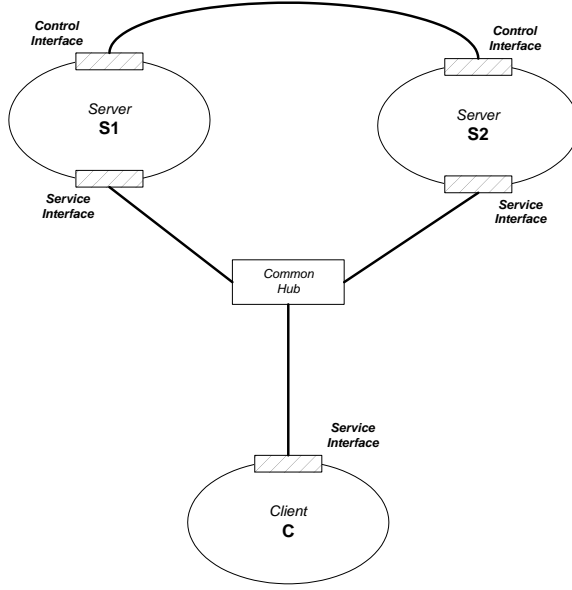 Control
Interface
Server
S1
Service
Interface
Control
Interface
Server
S2
Service
Interface
Common
Hub
Service
Interface
Client
C